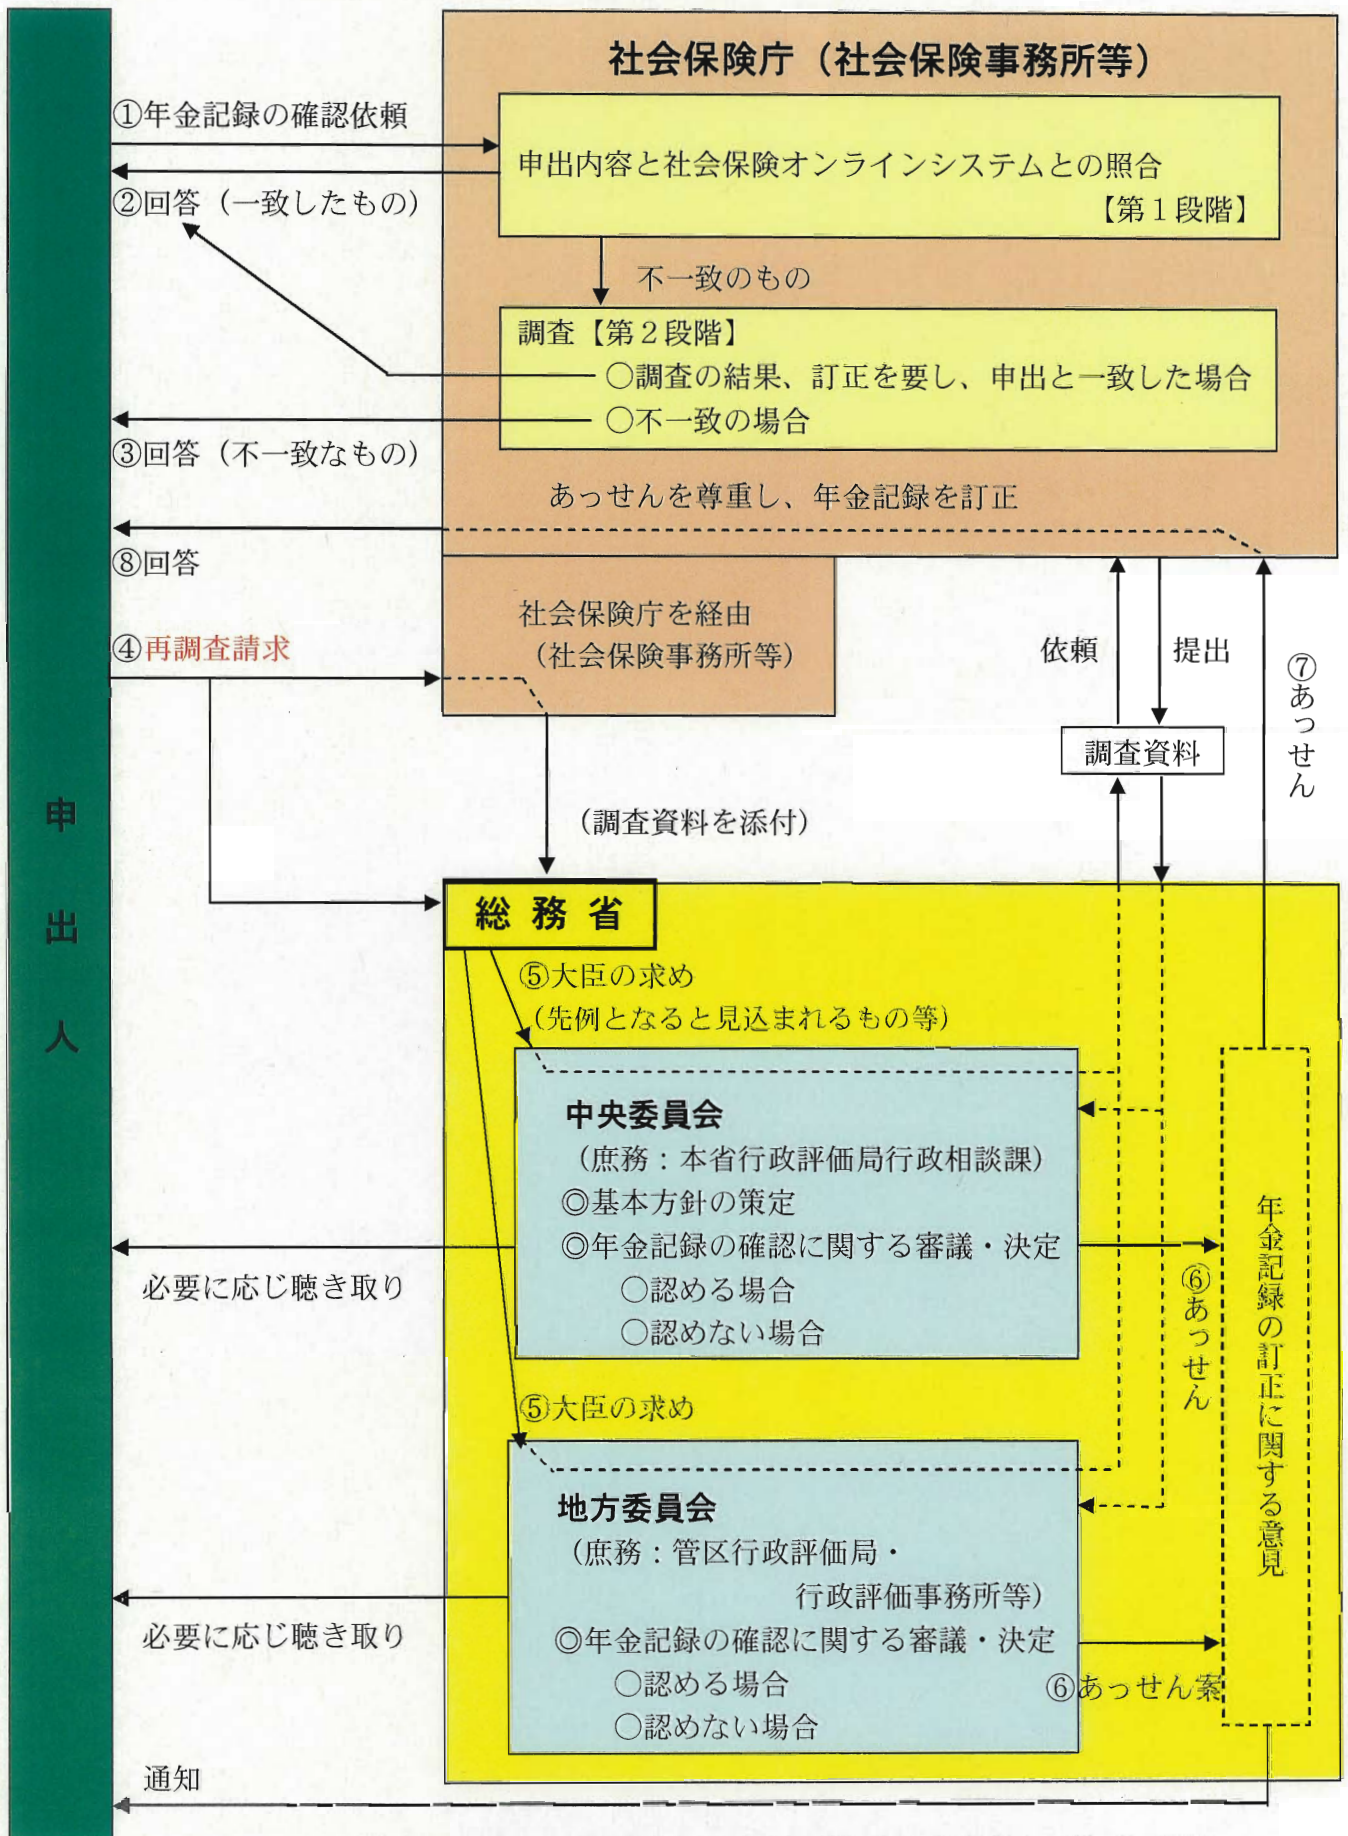 社会保険庁（社会保険事務所等）
①年金記録の確認依頼
申出内容と社会保険オンラインシステムとの照合
【第１段階】
②回答（一致したもの）
不一致のもの
調査【第２段階】
○調査の結果、訂正を要し、申出と一致した場合
○不一致の場合
③回答（不一致なもの）
あっせんを尊重し、年金記録を訂正
⑧回答
社会保険庁を経由
（社会保険事務所等）
④再調査請求
依頼
提出
⑦あっせん
調査資料
（調査資料を添付）
申出人
総務省
⑤大臣の求め
（先例となると見込まれるもの等）
中央委員会
（庶務：本省行政評価局行政相談課）
◎基本方針の策定
◎年金記録の確認に関する審議・決定
○認める場合
○認めない場合
必要に応じ聴き取り
⑥あっせん
年金記録の訂正に関する意見
⑤大臣の求め
地方委員会
（庶務：管区行政評価局・
行政評価事務所等）
◎年金記録の確認に関する審議・決定
○認める場合
○認めない場合
必要に応じ聴き取り
⑥あっせん案
通知